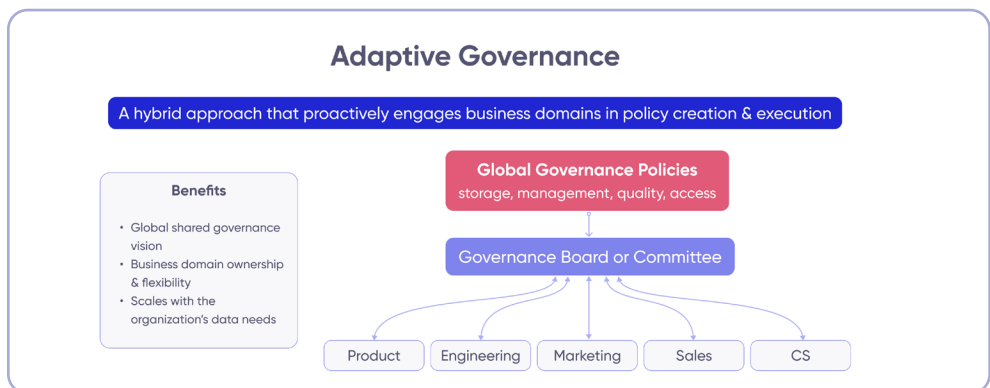 Adaptive Governance
A hybrid approach that proactively engages business domains in policy creation & execution
Benefits
• Global shared governance
vision
• Business domain ownership
& flexibility
• Scales with the
organization's data needs
Global Governance Policies
storage, management, quality, access
Governance Board or Committee
Product
Engineering
Marketing
Sales
CS